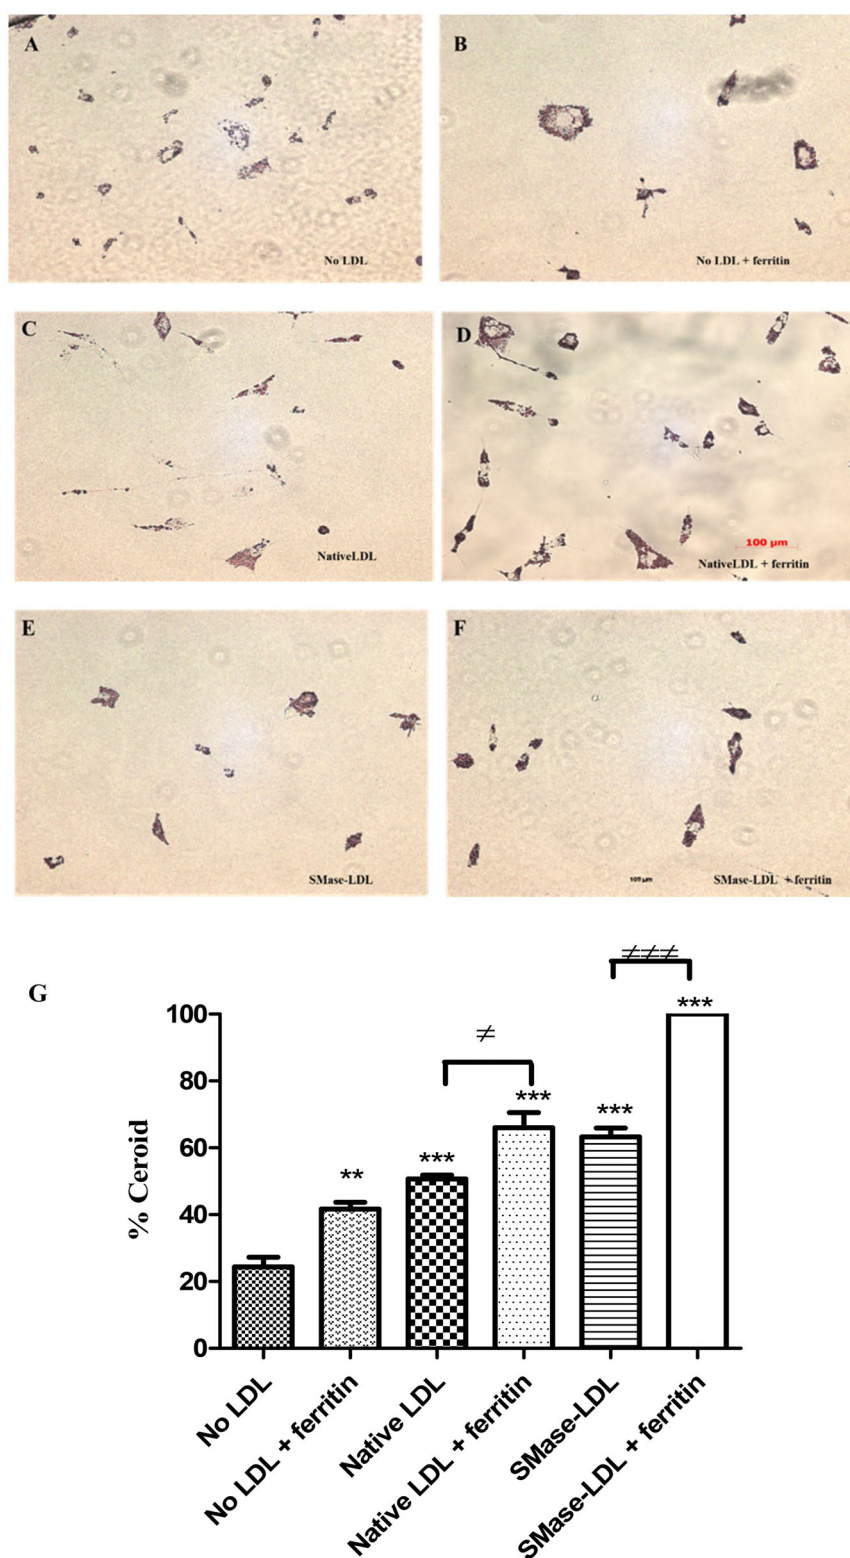 A
B
No LDL
No LDL + ferritin
C
D
100 µm
NativeLDL
NativeLDL + ferritin
E
F
SMase-LDL
100 µm
SMase-LDL + ferritin
G
≠≠≠
***
100
≠
80
***
***
***
60
**
40
20
0
% Ceroid
No LDL
No LDL + ferritin
Native LDL
Native LDL + ferritin
SMase-LDL
SMase-LDL + ferritin